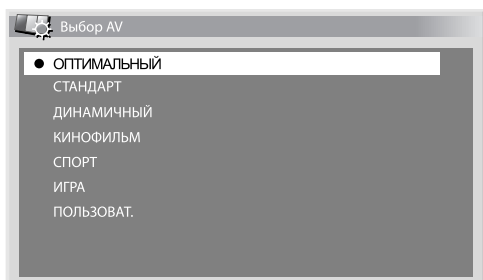 Выбор AV
ОПТИМАЛЬНЫЙ
СТАНДАРТ
ДИНАМИЧНЫЙ
КИНОФИЛЬМ
СПОРТ
ИГРА
ПОЛЬЗОВАТ.